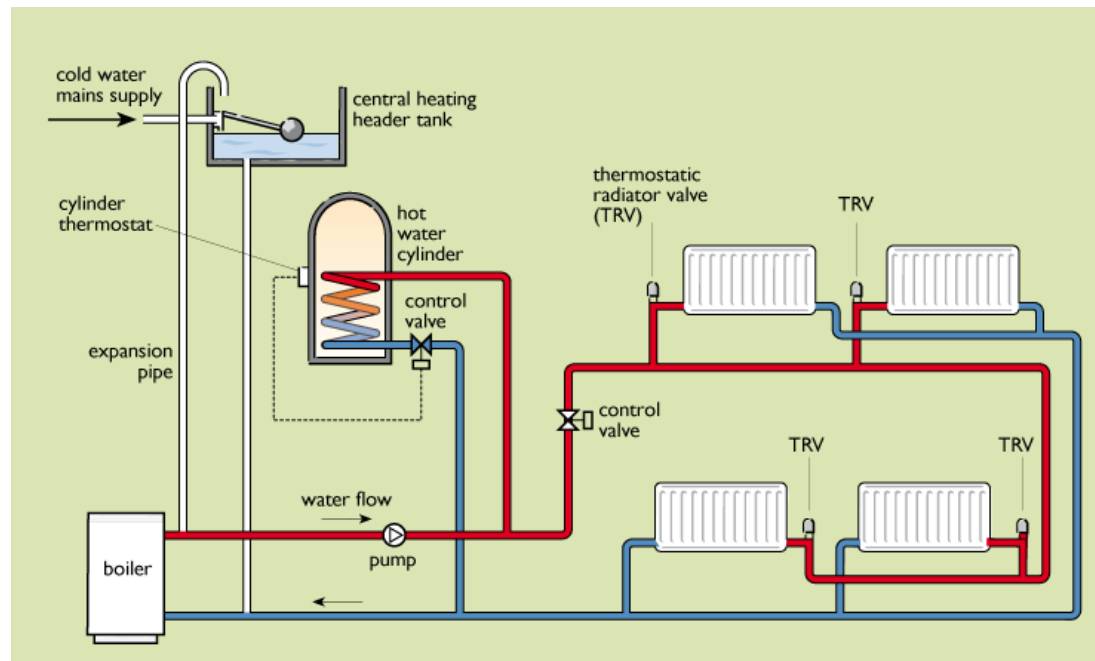 cold water
mains supply
central heating
header tank
cylinder
thermostat
hot
water
cylinder
control
valve
thermostatic
radiator valve
(TRV)
TRV
expansion
pipe
control
valve
TRV
TRV
water flow
pump
boiler